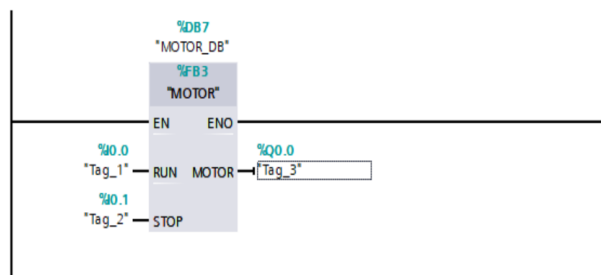 %DB7
"MOTOR_DB"
%FB3
"MOTOR"
EN ENO
%I0.0 %Q0.0
"Tag_1" RUN MOTOR "Tag_3"
%I0.1
"Tag_2" STOP